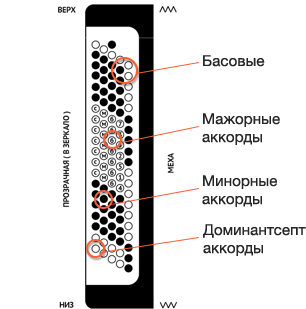 ВЕРХ
Басовые
Мажорные
аккорды
ПРОЗРАЧНАЯ ( В ЗЕРКАЛО )
МЕХА
Минорные
аккорды
Доминантсепт
аккорды
НИЗ